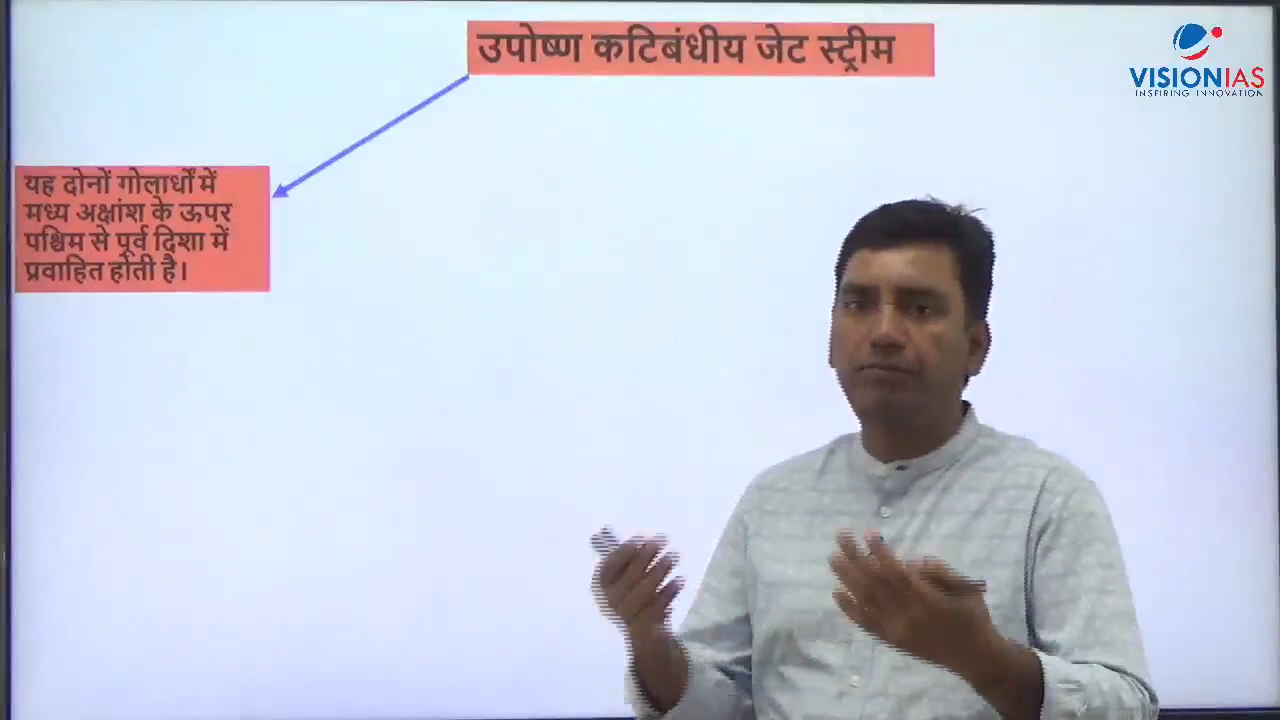 उपोष्ण कटिबंधीय जेट स्ट्रीम
VISIONIAS
INSPIRING INNOVATION
यह दोनों गोलार्धों में
मध्य अक्षांश के ऊपर
पश्चिम से पूर्व दिशा में
प्रवाहित होती है।